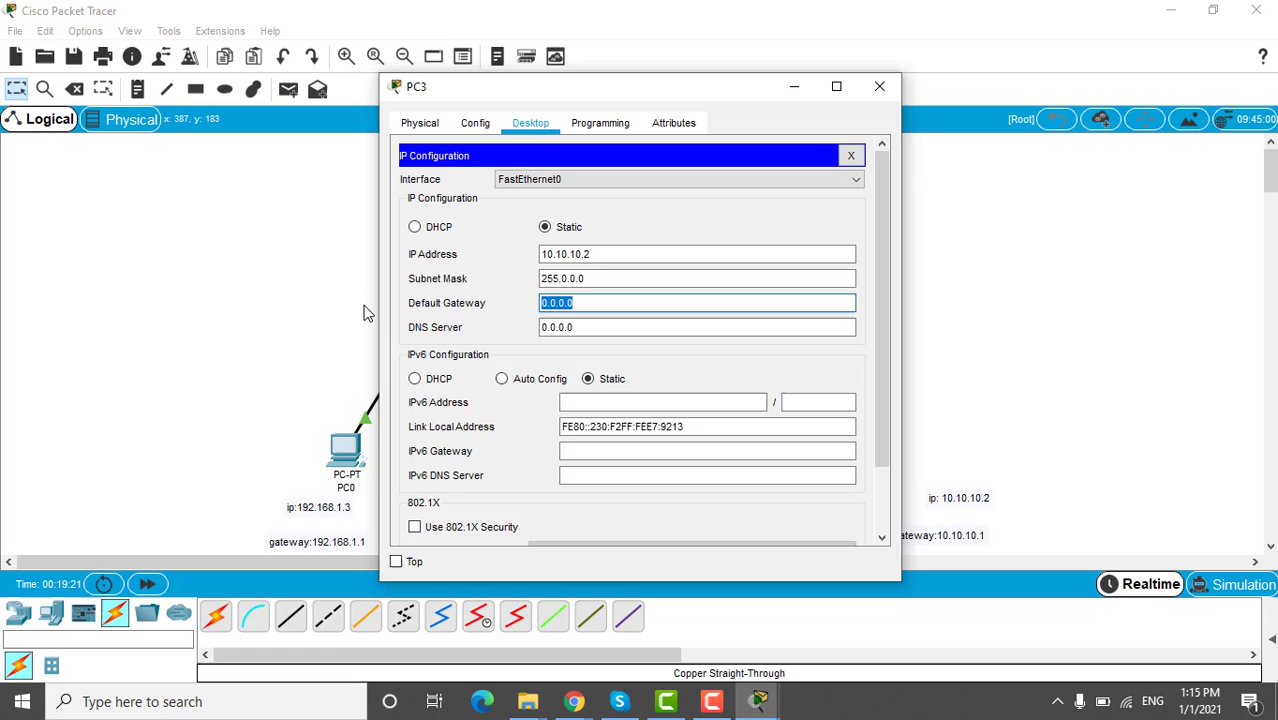 Cisco Packet Tracer
File Edit Options View Tools Extensions Help
?
Logical Physical x: 387, y: 183 [Root] 09:45:00
PC3
Physical Config Desktop Programming Attributes
IP Configuration X
Interface FastEthernet0
IP Configuration
DHCP Static
IP Address 10.10.10.2
Subnet Mask 255.0.0.0
Default Gateway 0.0.0.0
DNS Server 0.0.0.0
IPv6 Configuration
DHCP Auto Config Static
IPv6 Address /
Link Local Address FE80::230:F2FF:FEE7:9213
IPv6 Gateway
IPv6 DNS Server
802.1X
Use 802.1X Security
Top
PC-PT
PC0
ip:192.168.1.3
gateway:192.168.1.1
ip: 10.10.10.2
ateway:10.10.10.1
Time: 00:19:21 Realtime Simulation
Copper Straight-Through
Type here to search
ENG
1:15 PM
1/1/2021
1